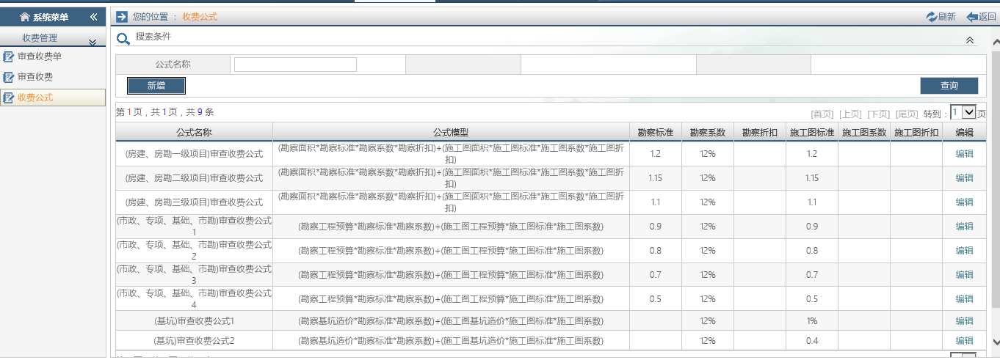 系统菜单
收费管理
审查收费单
审查收费
收费公式
您的位置 : 收费公式
刷新 返回
搜索条件
公式名称
新增 查询
第 1 页 , 共 1 页 , 共 9 条
[首页] [上页] [下页] [尾页] 转到 : 1 页
公式名称 公式模型 勘察标准 勘察系数 勘察折扣 施工图标准 施工图系数 施工图折扣 编辑
(房建、房勘一级项目)审查收费公式 (勘察面积*勘察标准*勘察系数*勘察折扣)+(施工图面积*施工图标准*施工图系数*施工图折
扣) 1.2 12% 1.2 编辑
(房建、房勘二级项目)审查收费公式 (勘察面积*勘察标准*勘察系数*勘察折扣)+(施工图面积*施工图标准*施工图系数*施工图折
扣) 1.15 12% 1.15 编辑
(房建、房勘三级项目)审查收费公式 (勘察面积*勘察标准*勘察系数*勘察折扣)+(施工图面积*施工图标准*施工图系数*施工图折
扣) 1.1 12% 1.1 编辑
(市政、专项、基础、市勘)审查收费公式
1 (勘察工程预算*勘察标准*勘察系数)+(施工图工程预算*施工图标准*施工图系数) 0.9 12% 0.9 编辑
(市政、专项、基础、市勘)审查收费公式
2 (勘察工程预算*勘察标准*勘察系数)+(施工图工程预算*施工图标准*施工图系数) 0.8 12% 0.8 编辑
(市政、专项、基础、市勘)审查收费公式
3 (勘察工程预算*勘察标准*勘察系数)+(施工图工程预算*施工图标准*施工图系数) 0.7 12% 0.7 编辑
(市政、专项、基础、市勘)审查收费公式
4 (勘察工程预算*勘察标准*勘察系数)+(施工图工程预算*施工图标准*施工图系数) 0.5 12% 0.5 编辑
(基坑)审查收费公式1 (勘察基坑造价*勘察标准*勘察系数)+(施工图基坑造价*施工图标准*施工图系数) 12% 1% 编辑
(基坑)审查收费公式2 (勘察基坑造价*勘察标准*勘察系数)+(施工图基坑造价*施工图标准*施工图系数) 12% 0.4 编辑